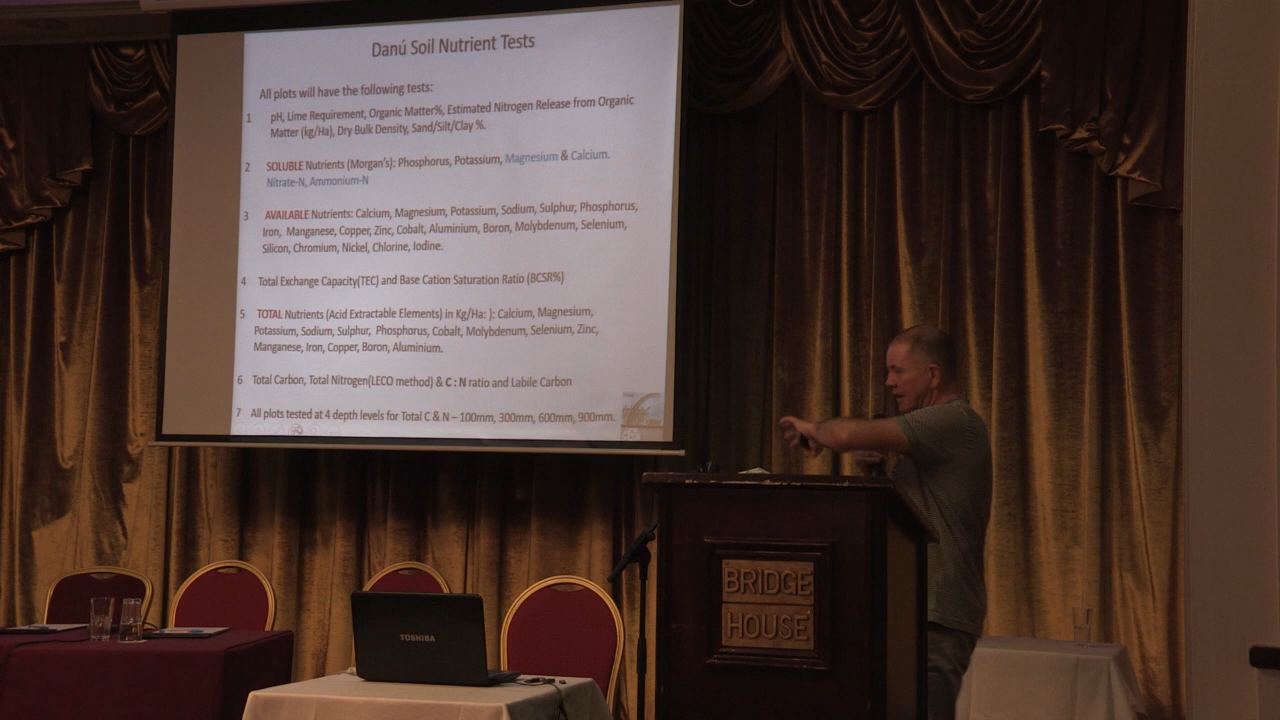 Danú Soil Nutrient Tests
All plots will have the following tests:
1 pH, Lime Requirement, Organic Matter%, Estimated Nitrogen Release from Organic
Matter (kg/Ha), Dry Bulk Density, Sand/Silt/Clay %.
2 SOLUBLE Nutrients (Morgan's): Phosphorus, Potassium, Magnesium & Calcium.
Nitrate-N, Ammonium-N
3 AVAILABLE Nutrients: Calcium, Magnesium, Potassium, Sodium, Sulphur, Phosphorus,
Iron, Manganese, Copper, Zinc, Cobalt, Aluminium, Boron, Molybdenum, Selenium,
Silicon, Chromium, Nickel, Chlorine, Iodine.
4 Total Exchange Capacity(TEC) and Base Cation Saturation Ratio (BCSR%)
5 TOTAL Nutrients (Acid Extractable Elements) in Kg/Ha: ): Calcium, Magnesium,
Potassium, Sodium, Sulphur, Phosphorus, Cobalt, Molybdenum, Selenium, Zinc,
Manganese, Iron, Copper, Boron, Aluminium.
6 Total Carbon, Total Nitrogen(LECO method) & C : N ratio and Labile Carbon
7 All plots tested at 4 depth levels for Total C & N – 100mm, 300mm, 600mm, 900mm.
TOSHIBA
BRIDGE
HOUSE